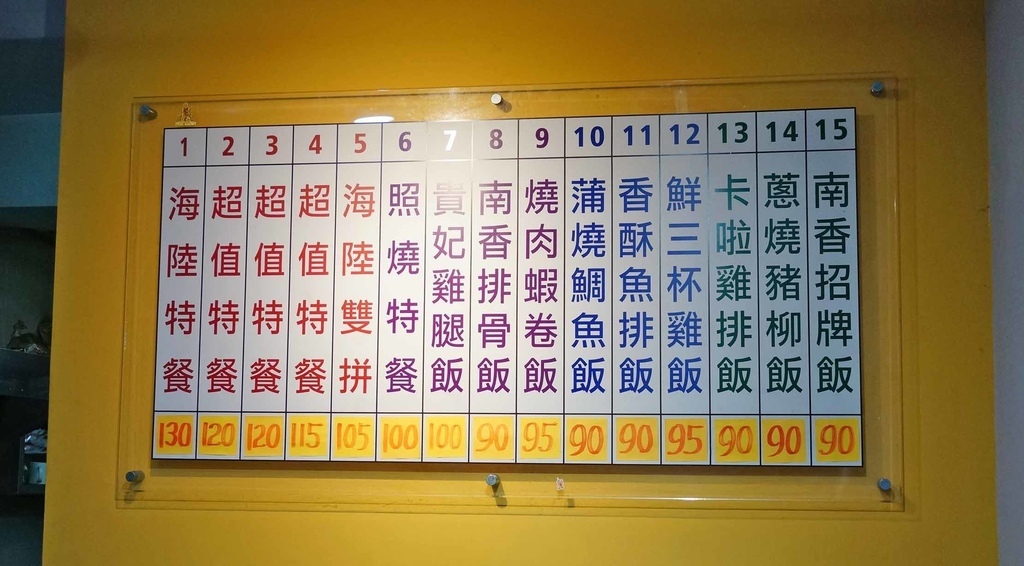 1 海陸特餐 130
2 超值特餐 120
3 超值特餐 120
4 超值特餐 115
5 海陸雙拼 105
6 照燒特餐 100
7 貴妃雞腿飯 100
8 南香排骨飯 90
9 燒肉蝦卷飯 95
10 蒲燒鯛魚飯 90
11 香酥魚排飯 90
12 鮮三杯雞飯 95
13 卡啦雞排飯 90
14 蔥燒豬柳飯 90
15 南香招牌飯 90